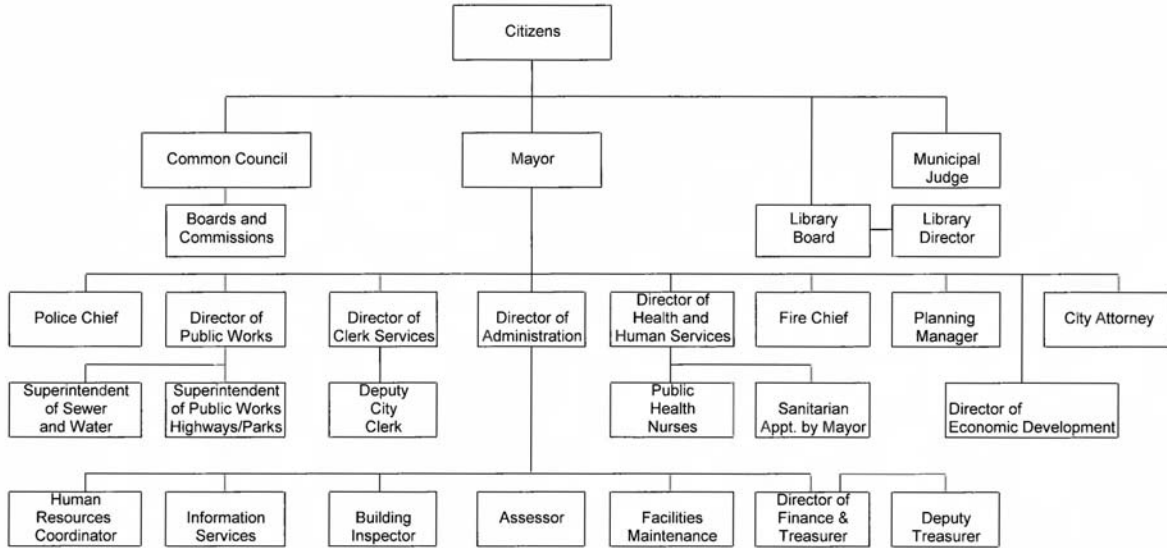 Citizens
Common Council
Mayor
Municipal
Judge
Boards and
Commissions
Library
Board
Library
Director
Police Chief
Director of
Public Works
Director of
Clerk Services
Director of
Administration
Director of
Health and
Human Services
Fire Chief
Planning
Manager
City Attorney
Superintendent
of Sewer
and Water
Superintendent
of Public Works
Highways/Parks
Deputy
City
Clerk
Public
Health
Nurses
Sanitarian
Appt. by Mayor
Director of
Economic Development
Human
Resources
Coordinator
Information
Services
Building
Inspector
Assessor
Facilities
Maintenance
Director of
Finance &
Treasurer
Deputy
Treasurer